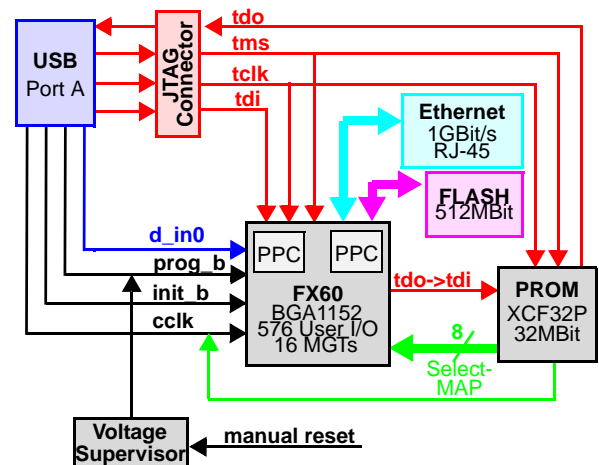 USB
Port A
JTAG
Connector
tdo
tms
tclk
tdi
Ethernet
1GBit/s
RJ-45
FLASH
512MBit
d_in0
prog_b
init_b
cclk
PPC
PPC
FX60
BGA1152
576 User I/O
16 MGTs
tdo->tdi
PROM
XCF32P
32MBit
8
Select-
MAP
Voltage
Supervisor
manual reset